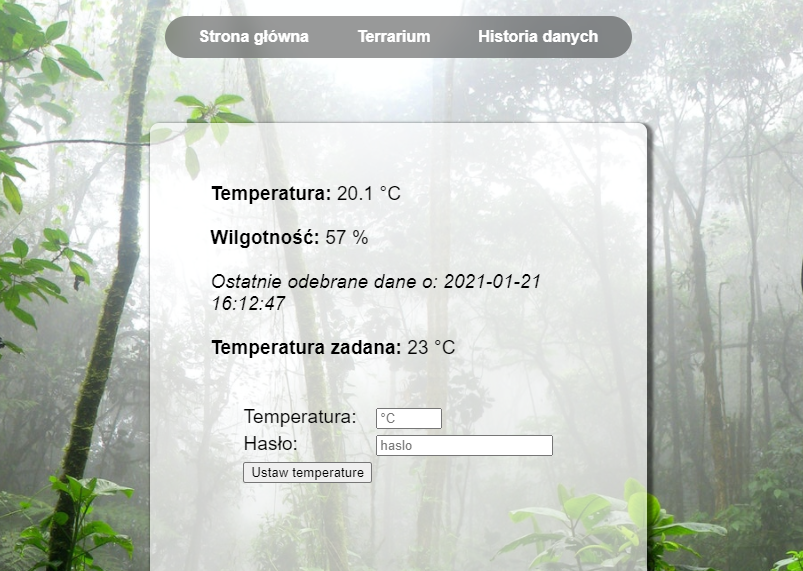 Strona główna Terrarium Historia danych
Temperatura: 20.1 °C
Wilgotność: 57 %
Ostatnie odebrane dane o: 2021-01-21
16:12:47
Temperatura zadana: 23 °C
Temperatura: °C
Hasło: haslo
Ustaw temperature